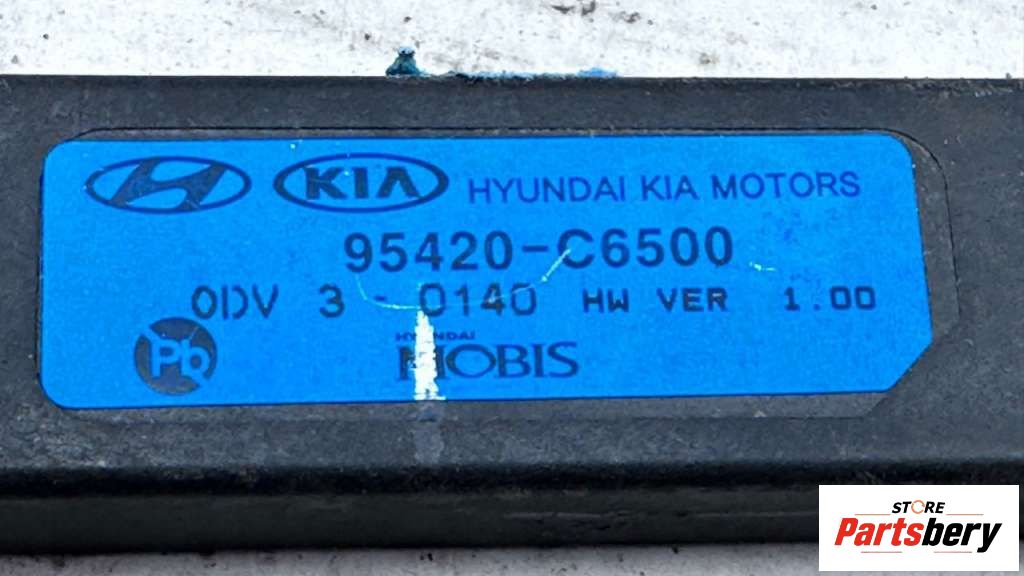 KIA HYUNDAI KIA MOTORS
95420-C6500
ODV 3 - 0140 HW VER 1.00
Pb
HYUNDAI
MOBIS
STORE
Partsbery